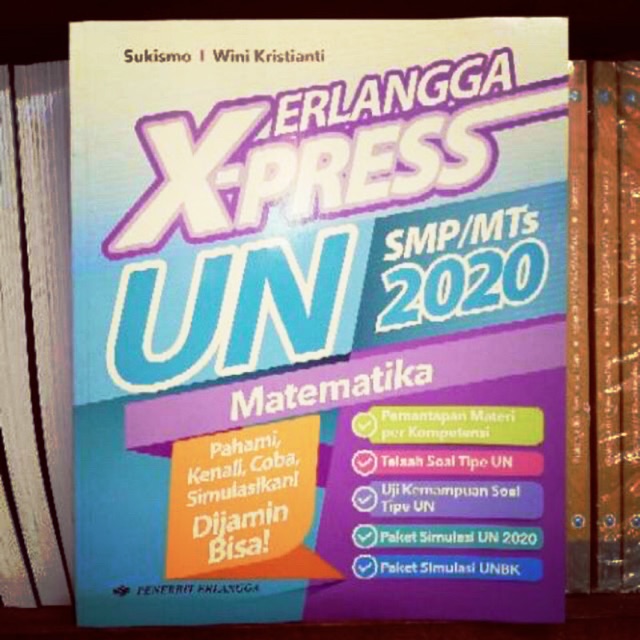 Sukismo | Wini Kristianti
ERLANGGA
X-PRESS
UN
SMP/MTs
2020
Matematika
Pahami,
Kenali, Coba,
Simulasikan!
Dijamin
Bisa!
Pemantapan Materi
per Kompetensi
Telaah Soal Tipe UN
Uji Kemampuan Soal
Tipe UN
Paket Simulasi UN 2020
Paket Simulasi UNBK
PENERBIT ERLANGGA